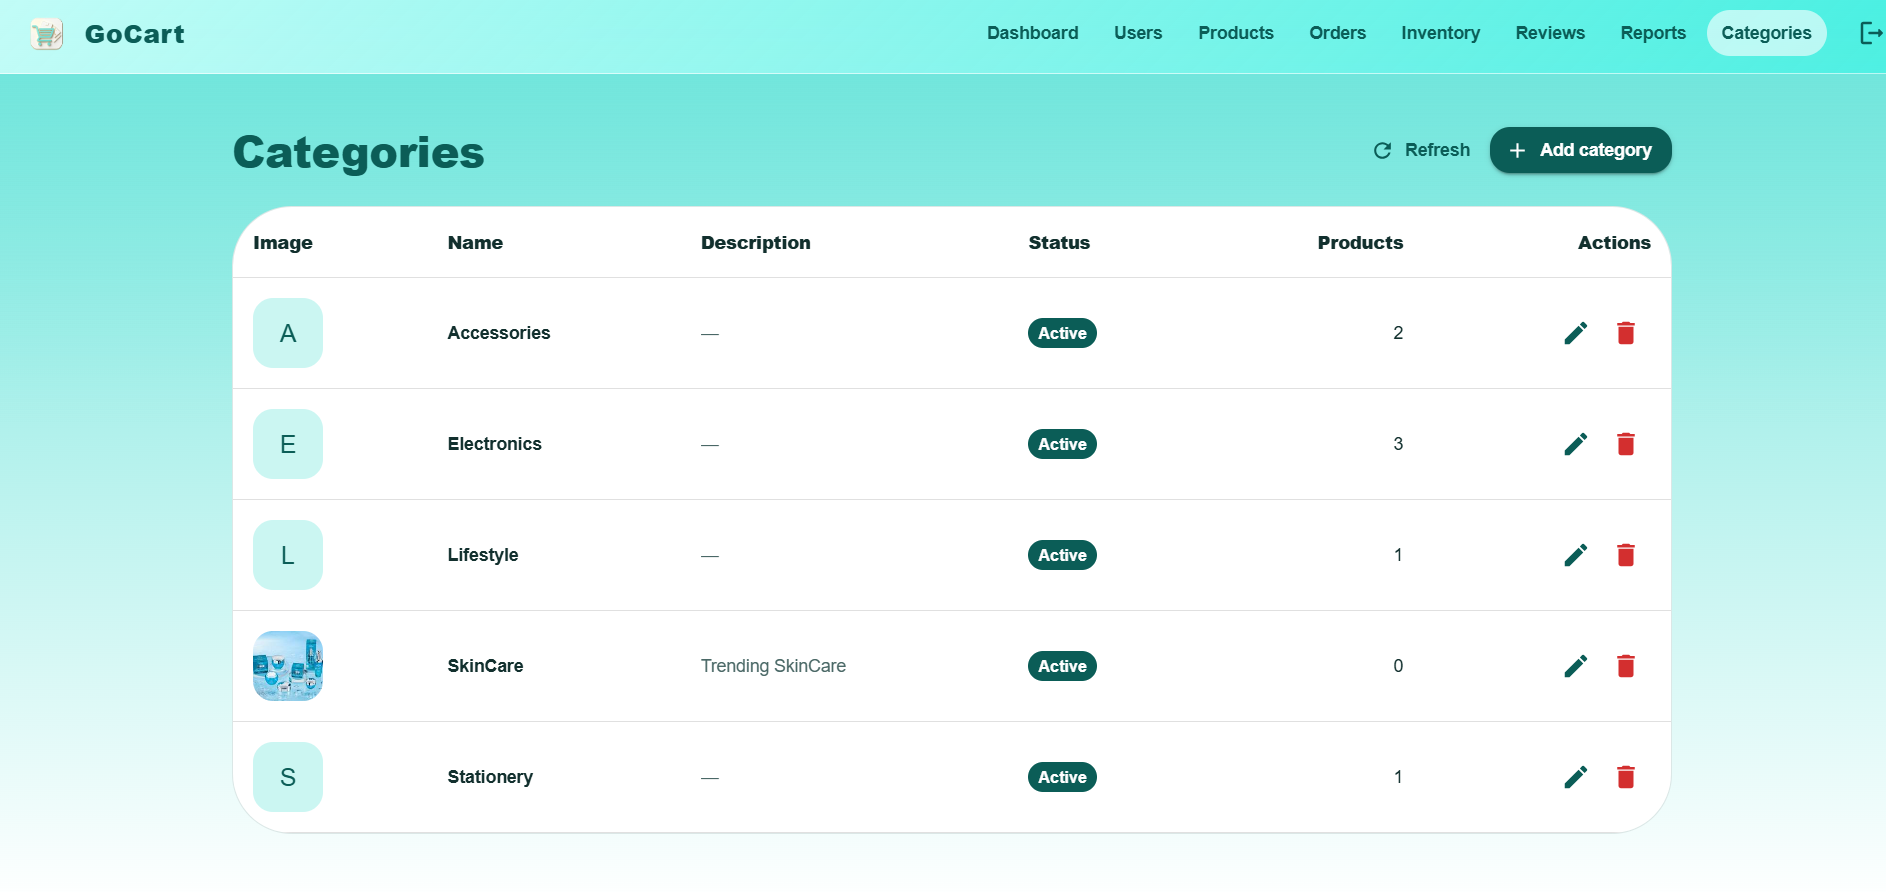 GoCart
Dashboard Users Products Orders Inventory Reviews Reports Categories
Categories
Refresh
Add category
Image Name Description Status Products Actions
A Accessories — Active 2
E Electronics — Active 3
L Lifestyle — Active 1
SkinCare Trending SkinCare Active 0
S Stationery — Active 1